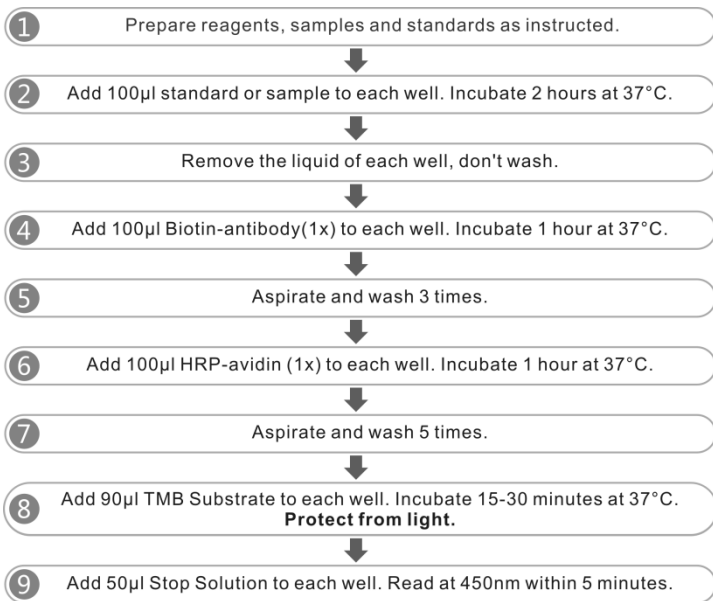 1 Prepare reagents, samples and standards as instructed.
2 Add 100μl standard or sample to each well. Incubate 2 hours at 37°C.
3 Remove the liquid of each well, don't wash.
4 Add 100μl Biotin-antibody(1x) to each well. Incubate 1 hour at 37°C.
5 Aspirate and wash 3 times.
6 Add 100μl HRP-avidin (1x) to each well. Incubate 1 hour at 37°C.
7 Aspirate and wash 5 times.
8 Add 90μl TMB Substrate to each well. Incubate 15-30 minutes at 37°C.
Protect from light.
9 Add 50μl Stop Solution to each well. Read at 450nm within 5 minutes.